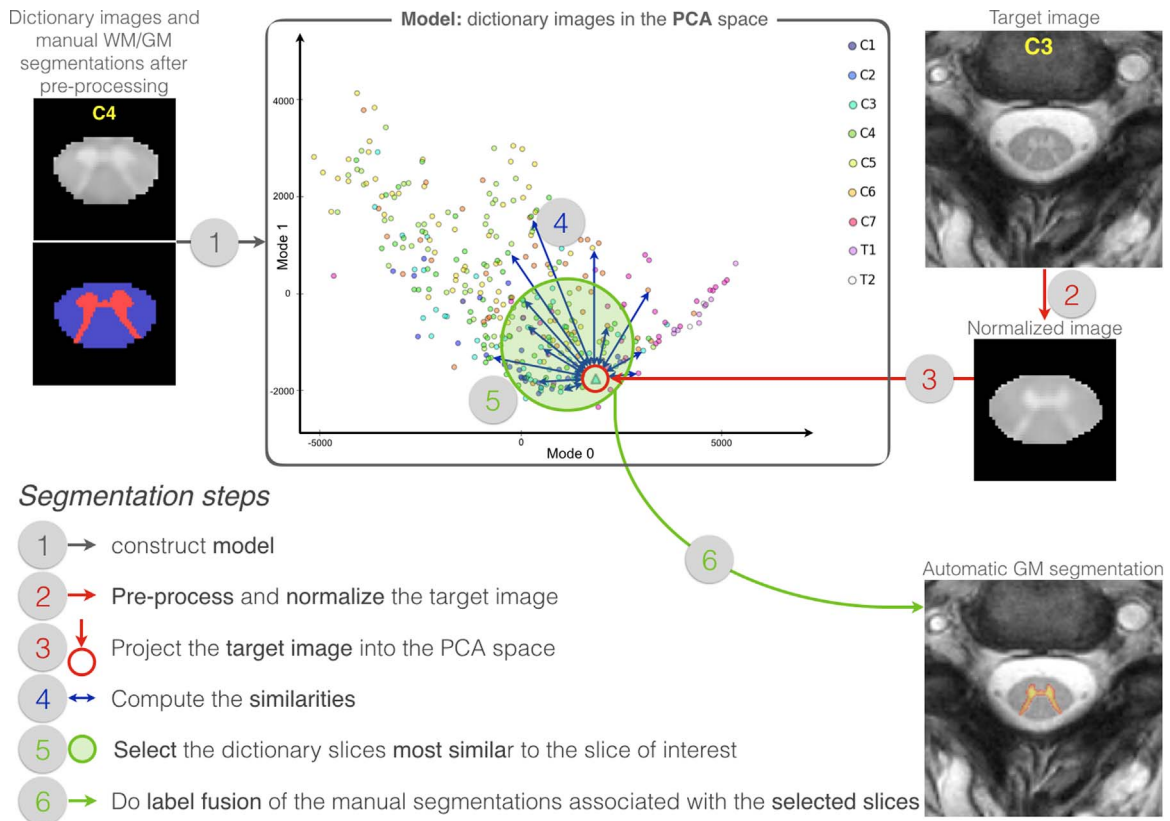 Dictionary images and
manual WM/GM
segmentations after
pre-processing
C4
1
Model: dictionary images in the PCA space
Mode 1
4000
2000
0
-2000
-5000
0
5000
Mode 0
4
5
C1
C2
C3
C4
C5
C6
C7
T1
T2
Target image
C3
2
Normalized image
3
6
Automatic GM segmentation
Segmentation steps
1 construct model
2 Pre-process and normalize the target image
3 Project the target image into the PCA space
4 Compute the similarities
5 Select the dictionary slices most similar to the slice of interest
6 Do label fusion of the manual segmentations associated with the selected slices